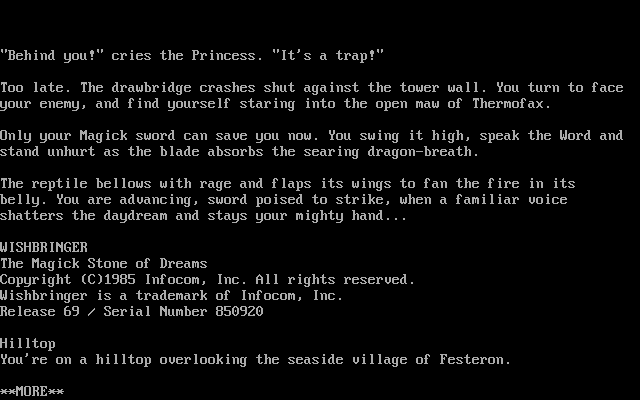 "Behind you!" cries the Princess. "It's a trap!"
Too late. The drawbridge crashes shut against the tower wall. You turn to face
your enemy, and find yourself staring into the open maw of Thermofax.
Only your Magick sword can save you now. You swing it high, speak the Word and
stand unhurt as the blade absorbs the searing dragon-breath.
The reptile bellows with rage and flaps its wings to fan the fire in its
belly. You are advancing, sword poised to strike, when a familiar voice
shatters the daydream and stays your mighty hand...
WISHBRINGER
The Magick Stone of Dreams
Copyright (C)1985 Infocom, Inc. All rights reserved.
Wishbringer is a trademark of Infocom, Inc.
Release 69 / Serial Number 850920
Hilltop
You're on a hilltop overlooking the seaside village of Festeron.
**MORE**